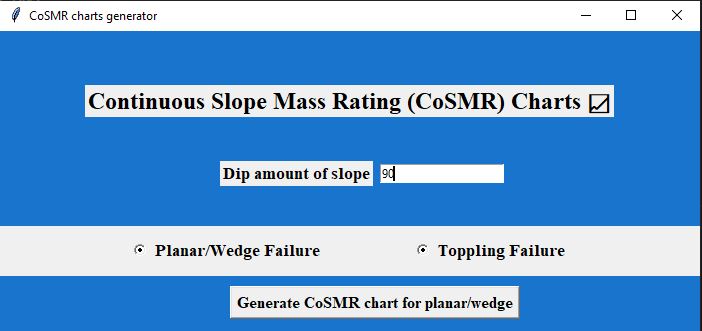 CoSMR charts generator
Continuous Slope Mass Rating (CoSMR) Charts
Dip amount of slope 90
Planar/Wedge Failure Toppling Failure
Generate CoSMR chart for planar/wedge